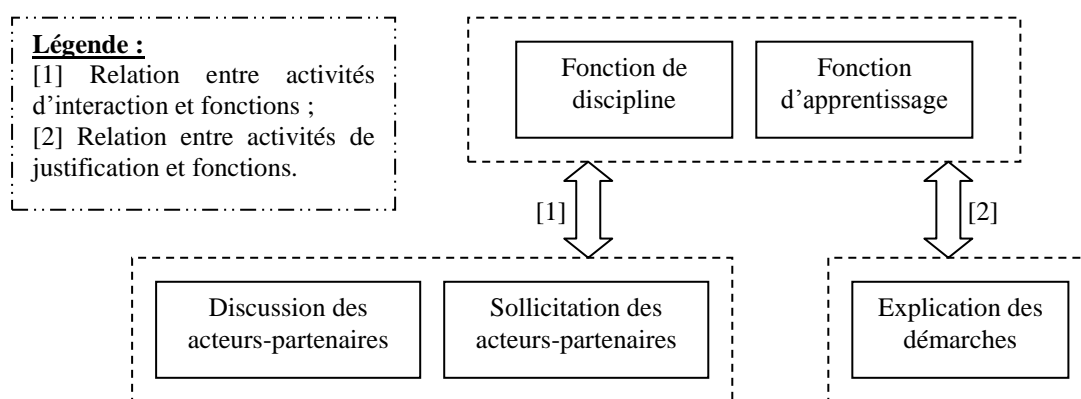 Légende :
[1] Relation entre activités
d'interaction et fonctions ;
[2] Relation entre activités de
justification et fonctions.
Fonction de
discipline
Fonction
d'apprentissage
[1]
[2]
Discussion des
acteurs-partenaires
Sollicitation des
acteurs-partenaires
Explication des
démarches